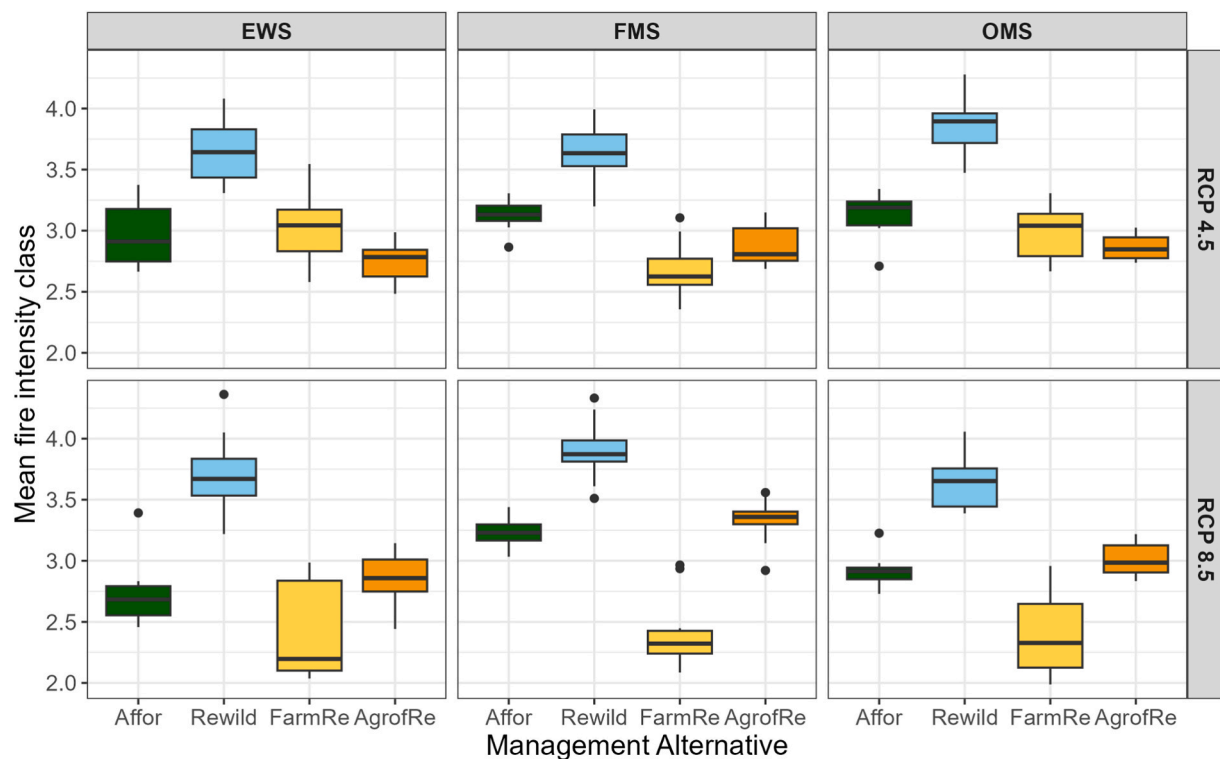 EWS FMS OMS
Mean fire intensity class
4.0
3.5
3.0
2.5
2.0
RCP 4.5
4.0
3.5
3.0
2.5
2.0
RCP 8.5
Affor Rewild FarmRe AgrofRe Affor Rewild FarmRe AgrofRe Affor Rewild FarmRe AgrofRe
Management Alternative